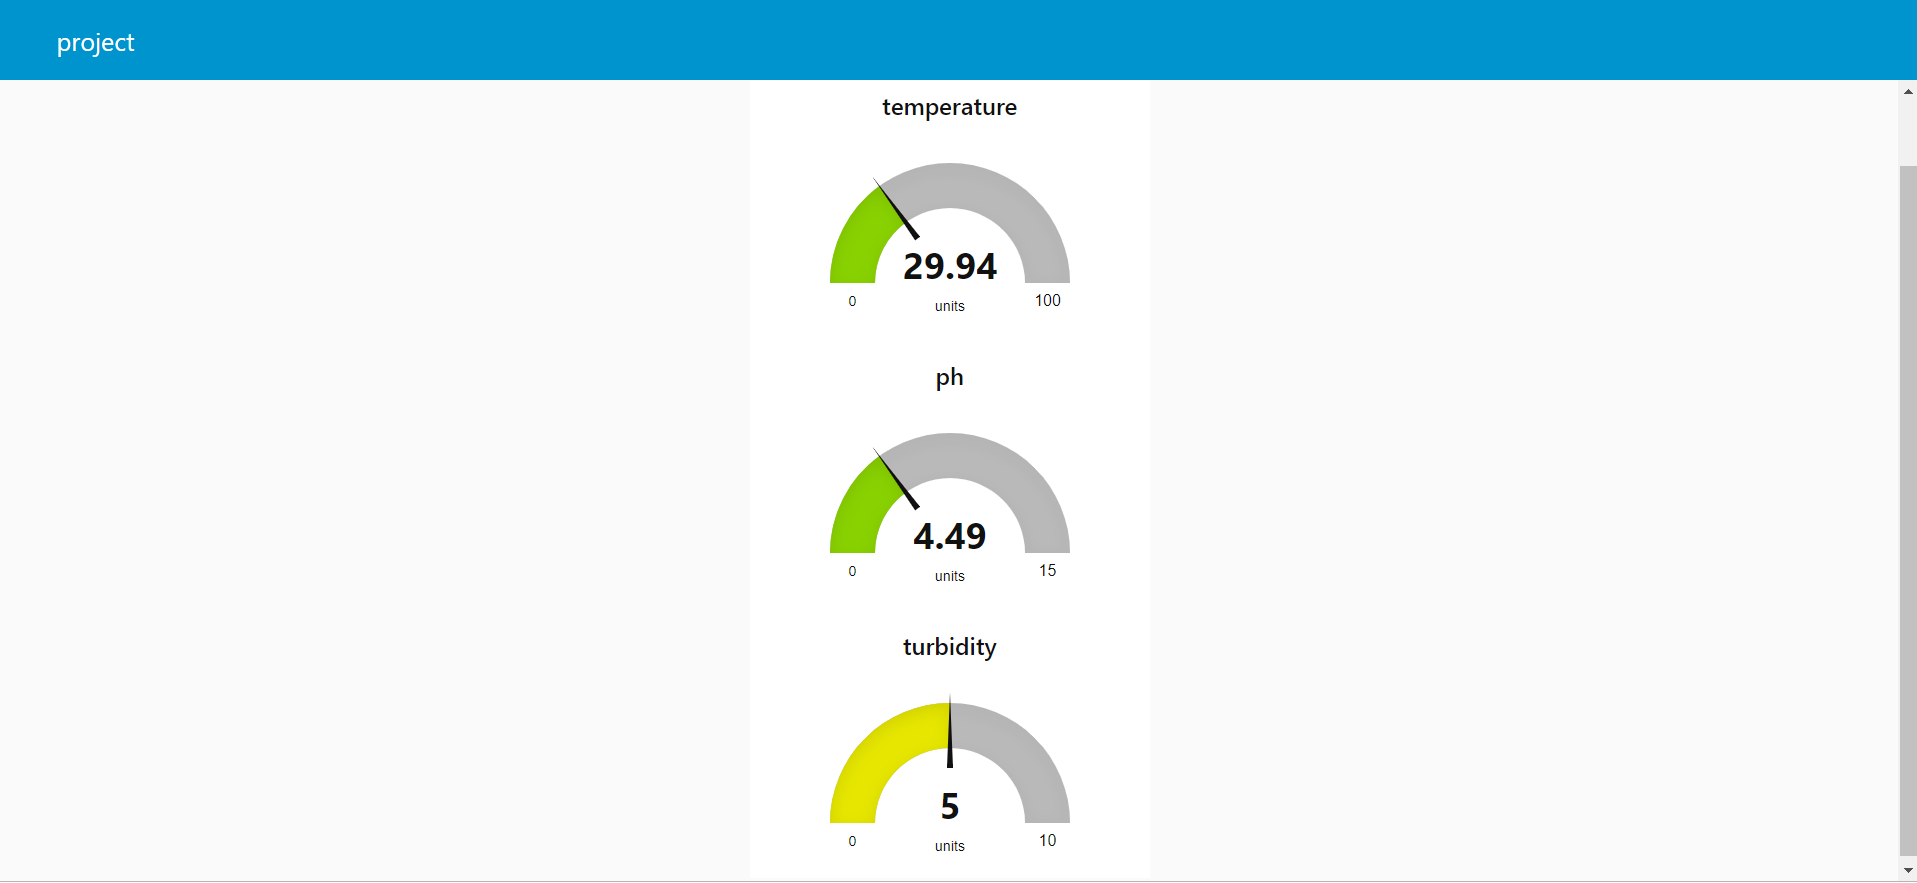 project
temperature
29.94
0
units
100
ph
4.49
0
units
15
turbidity
5
0
units
10